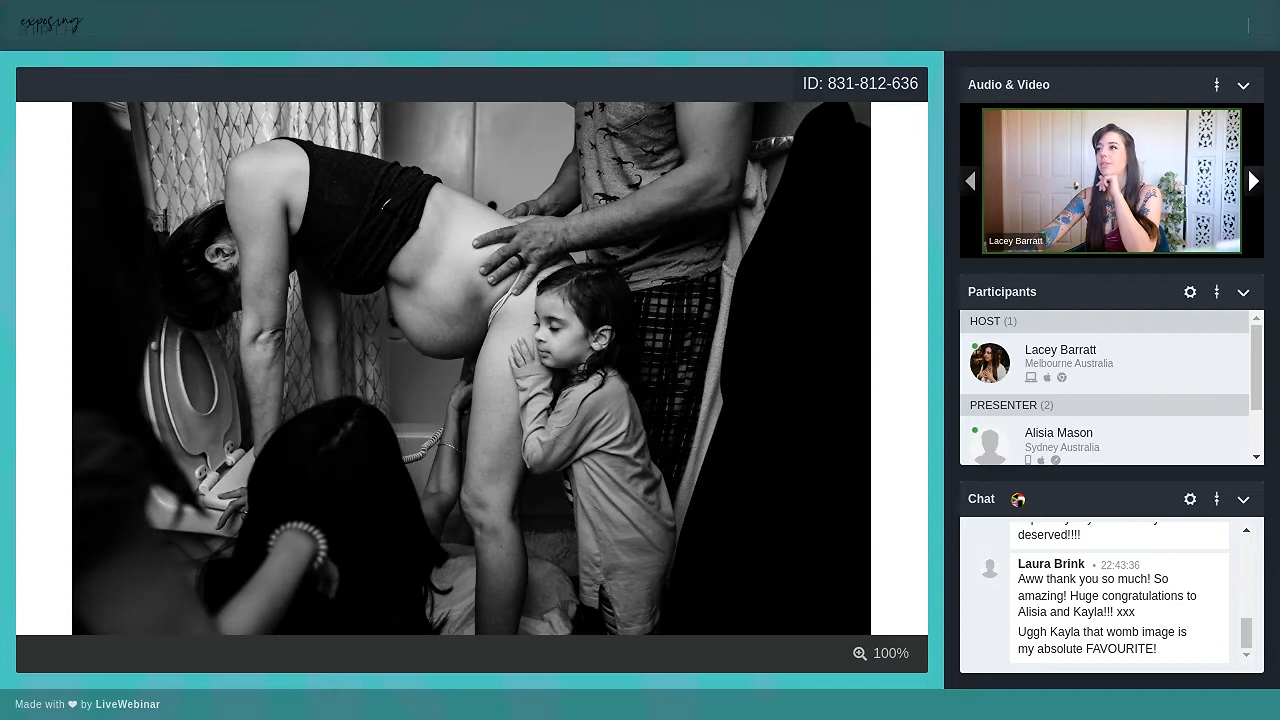 exposing
BIRTH
ID: 831-812-636
Audio & Video
Lacey Barratt
Participants
HOST (1)
Lacey Barratt
Melbourne Australia
PRESENTER (2)
Alisia Mason
Sydney Australia
Chat
deserved!!!!
Laura Brink • 22:43:36
Aww thank you so much! So
amazing! Huge congratulations to
Alisia and Kayla!!! xxx
Uggh Kayla that womb image is
my absolute FAVOURITE!
100%
Made with ❤ by LiveWebinar